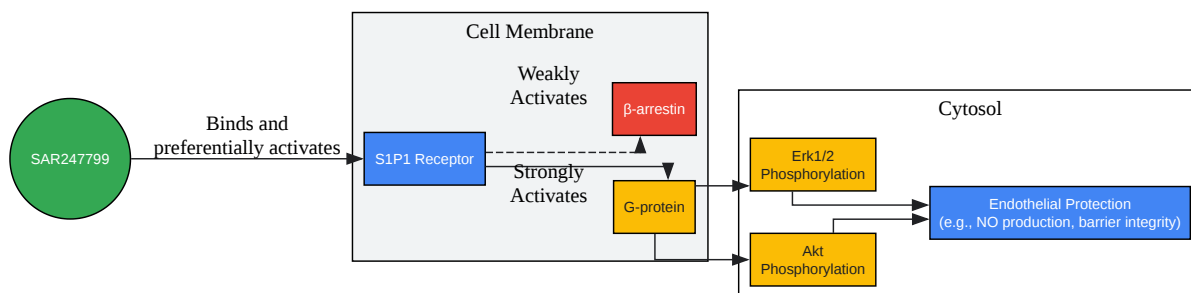 SAR247799
Binds and
preferentially activates
Cell Membrane
S1P1 Receptor
Weakly
Activates
β-arrestin
Strongly
Activates
G-protein
Cytosol
Erk1/2
Phosphorylation
Akt
Phosphorylation
Endothelial Protection
(e.g., NO production, barrier integrity)